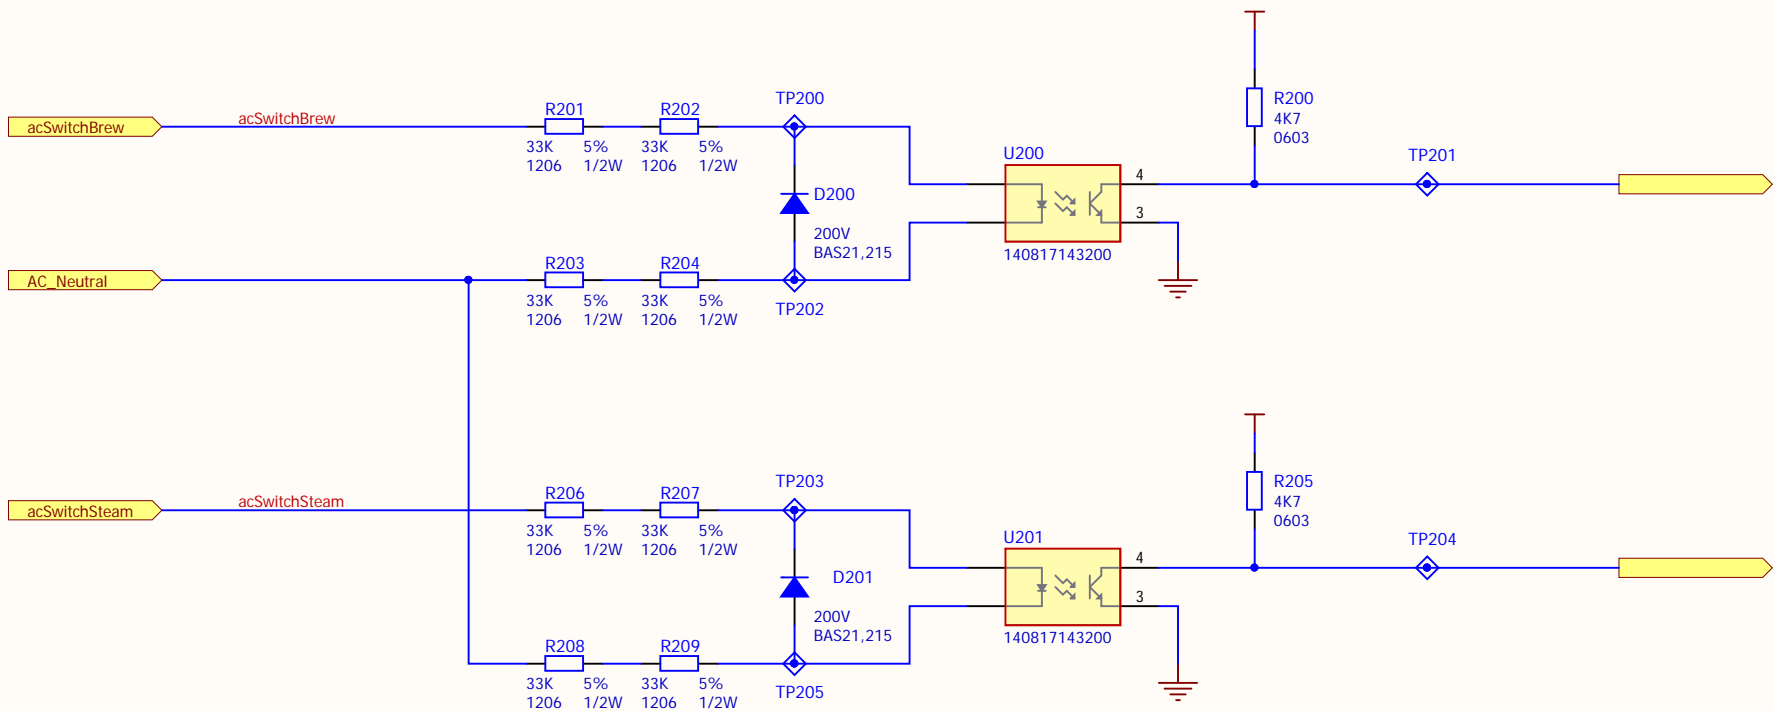 TP200
R201
R202
R200
4K7
0603
acSwitchBrew
acSwitchBrew
33K 5%
1206 1/2W
33K 5%
1206 1/2W
U200
TP201
4
3
D200
200V
BAS21,215
140817143200
R203
R204
AC_Neutral
33K 5%
1206 1/2W
33K 5%
1206 1/2W
TP202
TP203
R206
R207
R205
4K7
0603
acSwitchSteam
acSwitchSteam
33K 5%
1206 1/2W
33K 5%
1206 1/2W
U201
TP204
4
3
D201
200V
BAS21,215
140817143200
R208
R209
33K 5%
1206 1/2W
33K 5%
1206 1/2W
TP205